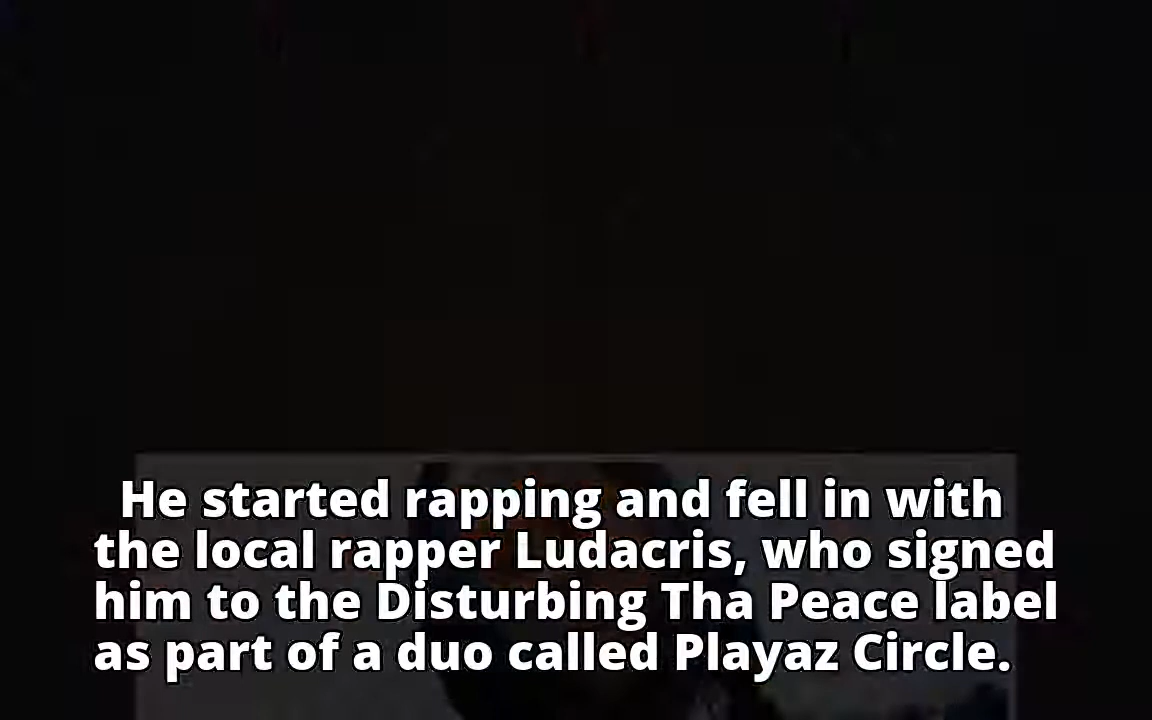 He started rapping and fell in with
the local rapper Ludacris, who signed
him to the Disturbing Tha Peace label
as part of a duo called Playaz Circle.